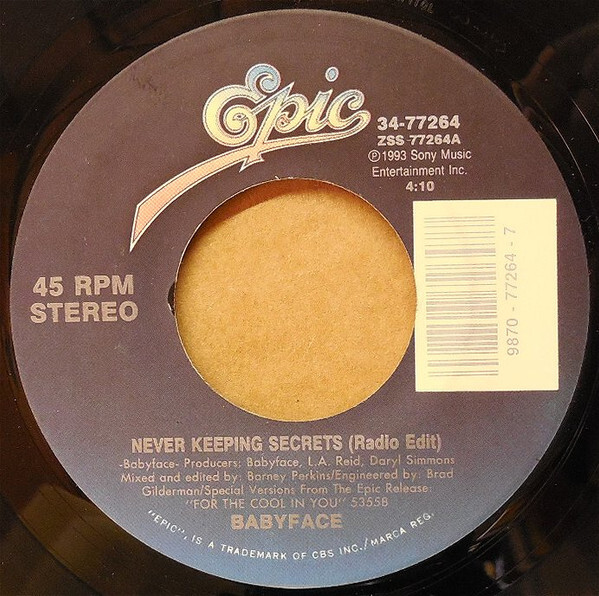 Epic
34-77264
ZSS 77264A
Ⓟ1993 Sony Music
Entertainment Inc.
4:10
45 RPM
STEREO
9870 - 77264 - 7
NEVER KEEPING SECRETS (Radio Edit)
-Babyface- Producers: Babyface, L.A. Reid, Daryl Simmons
Mixed and edited by: Barney Perkins/Engineered by: Brad
Gilderman/Special Versions From The Epic Release:
"FOR THE COOL IN YOU" 53558
BABYFACE
"EPIC", IS A TRADEMARK OF CBS INC./MARCA REG.